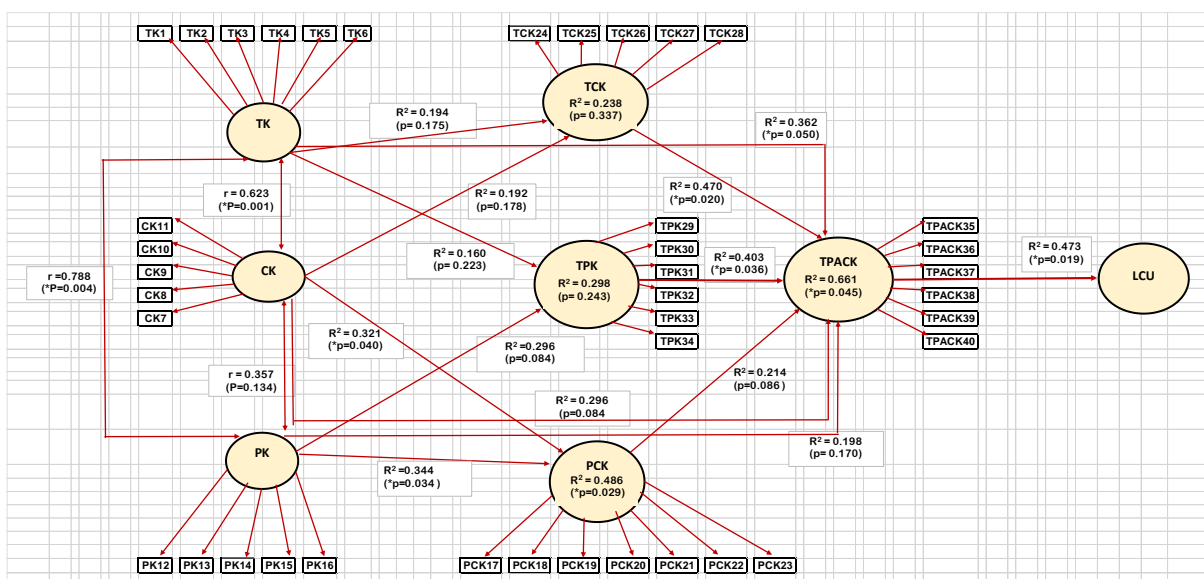 TK1 TK2 TK3 TK4 TK5 TK6
TCK24 TCK25 TCK26 TCK27 TCK28
TK
TCK
R² = 0.238
(p= 0.337)
R² = 0.194
(p= 0.175)
R² = 0.362
(*p=0.050)
r = 0.623
(*P=0.001)
R² = 0.192
(p=0.178)
R² = 0.470
(*p=0.020)
CK11
CK10
CK9
CK8
CK7
CK
R² = 0.160
(p= 0.223)
TPK
R² = 0.298
(p= 0.243)
TPK29
TPK30
TPK31
TPK32
TPK33
TPK34
R² =0.403
(*p=0.036)
TPACK
R² = 0.661
(*p=0.045)
TPACK35
TPACK36
TPACK37
TPACK38
TPACK39
TPACK40
R² = 0.473
(*p=0.019)
LCU
r=0.788
(*P=0.004)
R² = 0.321
(*p=0.040)
R² =0.296
(p=0.084)
r = 0.357
(P=0.134)
R² = 0.296
(p=0.084
R² = 0.214
(p=0.086)
R² = 0.198
(p= 0.170)
PK
R² =0.344
(*p=0.034)
PCK
R² = 0.486
(*p=0.029)
PK12 PK13 PK14 PK15 PK16
PCK17 PCK18 PCK19 PCK20 PCK21 PCK22 PCK23